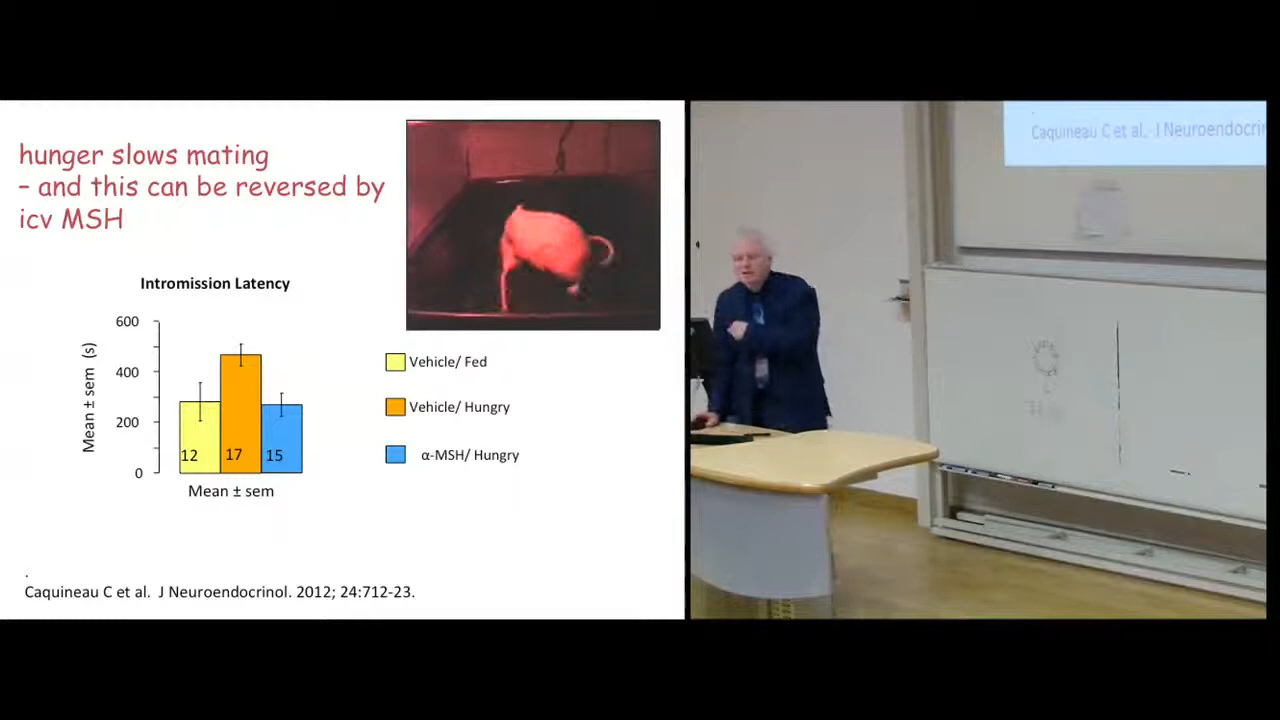 hunger slows mating
– and this can be reversed by
icv MSH
Intromission Latency
Mean ± sem (s)
600
400
200
0
12
17
15
Mean ± sem
Vehicle/ Fed
Vehicle/ Hungry
α-MSH/ Hungry
.
Caquineau C et al. J Neuroendocrinol. 2012; 24:712-23.
Caquineau C et al. J Neuroendocri